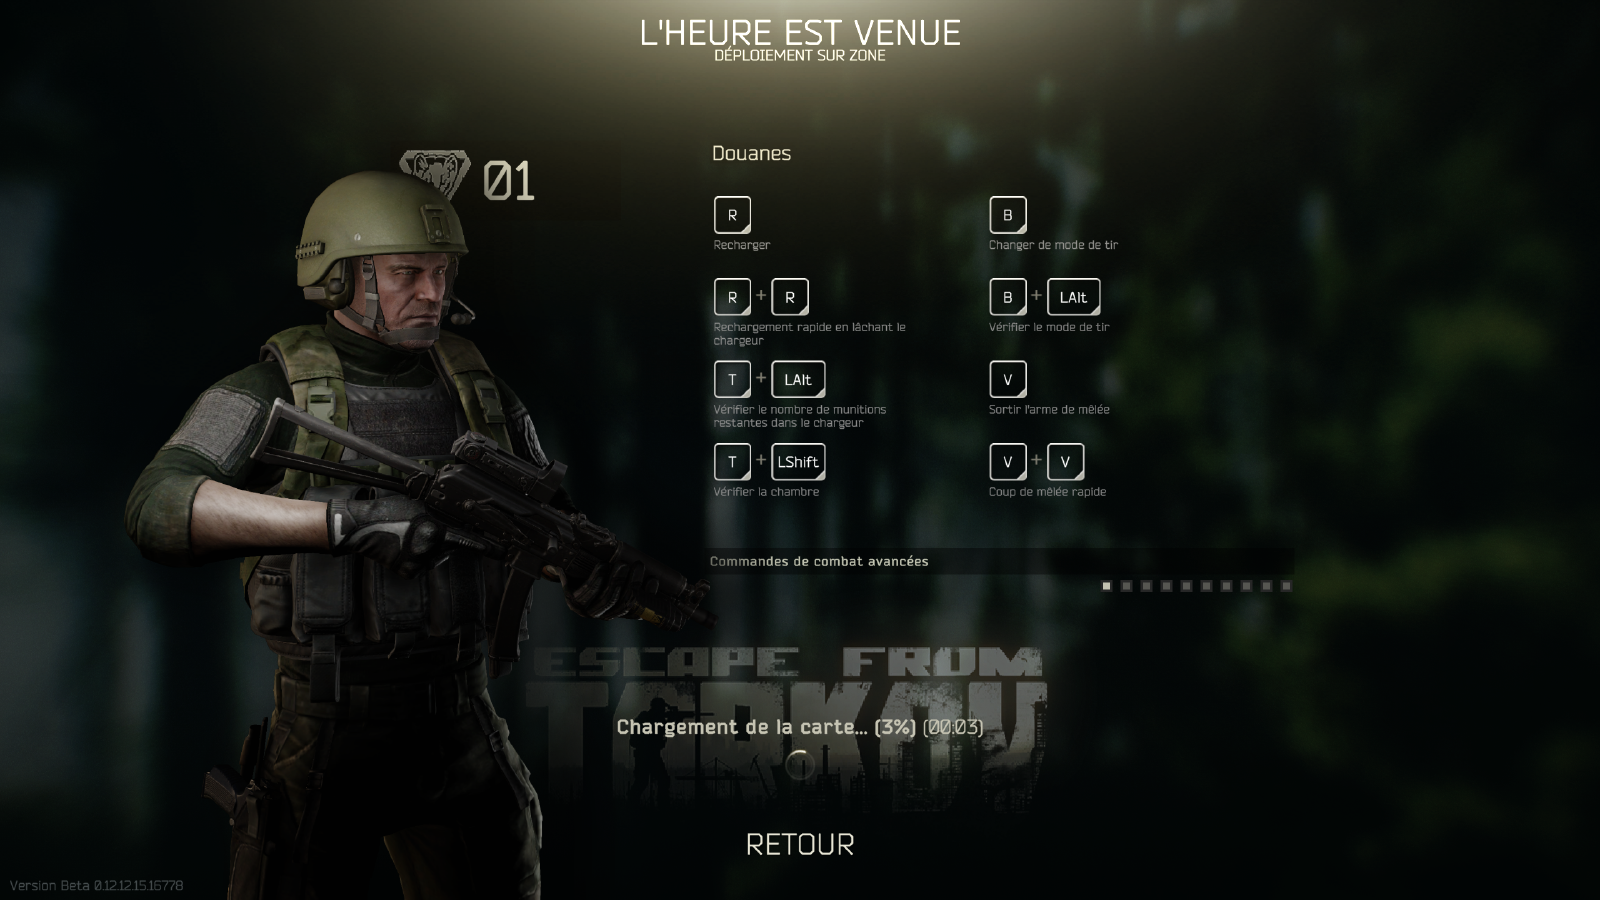 L'HEURE EST VENUE
DÉPLOIEMENT SUR ZONE
01
Douanes
R
Recharger
B
Changer de mode de tir
R + R
Rechargement rapide en lâchant le
chargeur
B + LAlt
Vérifier le mode de tir
T + LAlt
Vérifier le nombre de munitions
restantes dans le chargeur
V
Sortir l'arme de mêlée
T + LShift
Vérifier la chambre
V + V
Coup de mêlée rapide
Commandes de combat avancées
ESCAPE FROM
TARKOV
Chargement de la carte... (3%) (00:03)
RETOUR
Version Beta 0.12.12.15.16778